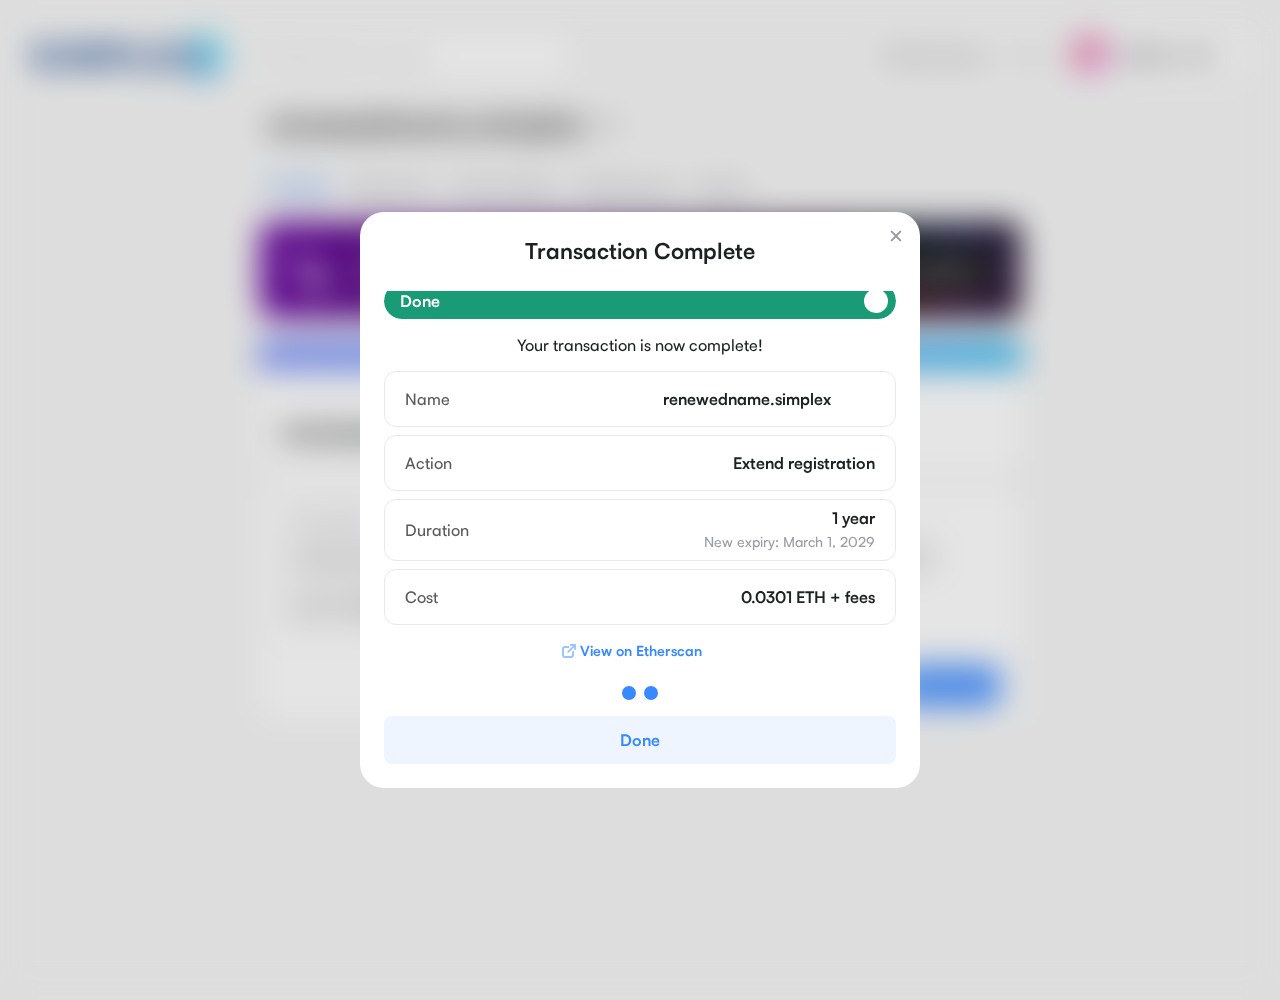 Transaction Complete
Done
Your transaction is now complete!
Name renewedname.simplex
Action Extend registration
Duration 1 year
New expiry: March 1, 2029
Cost 0.0301 ETH + fees
View on Etherscan
Done